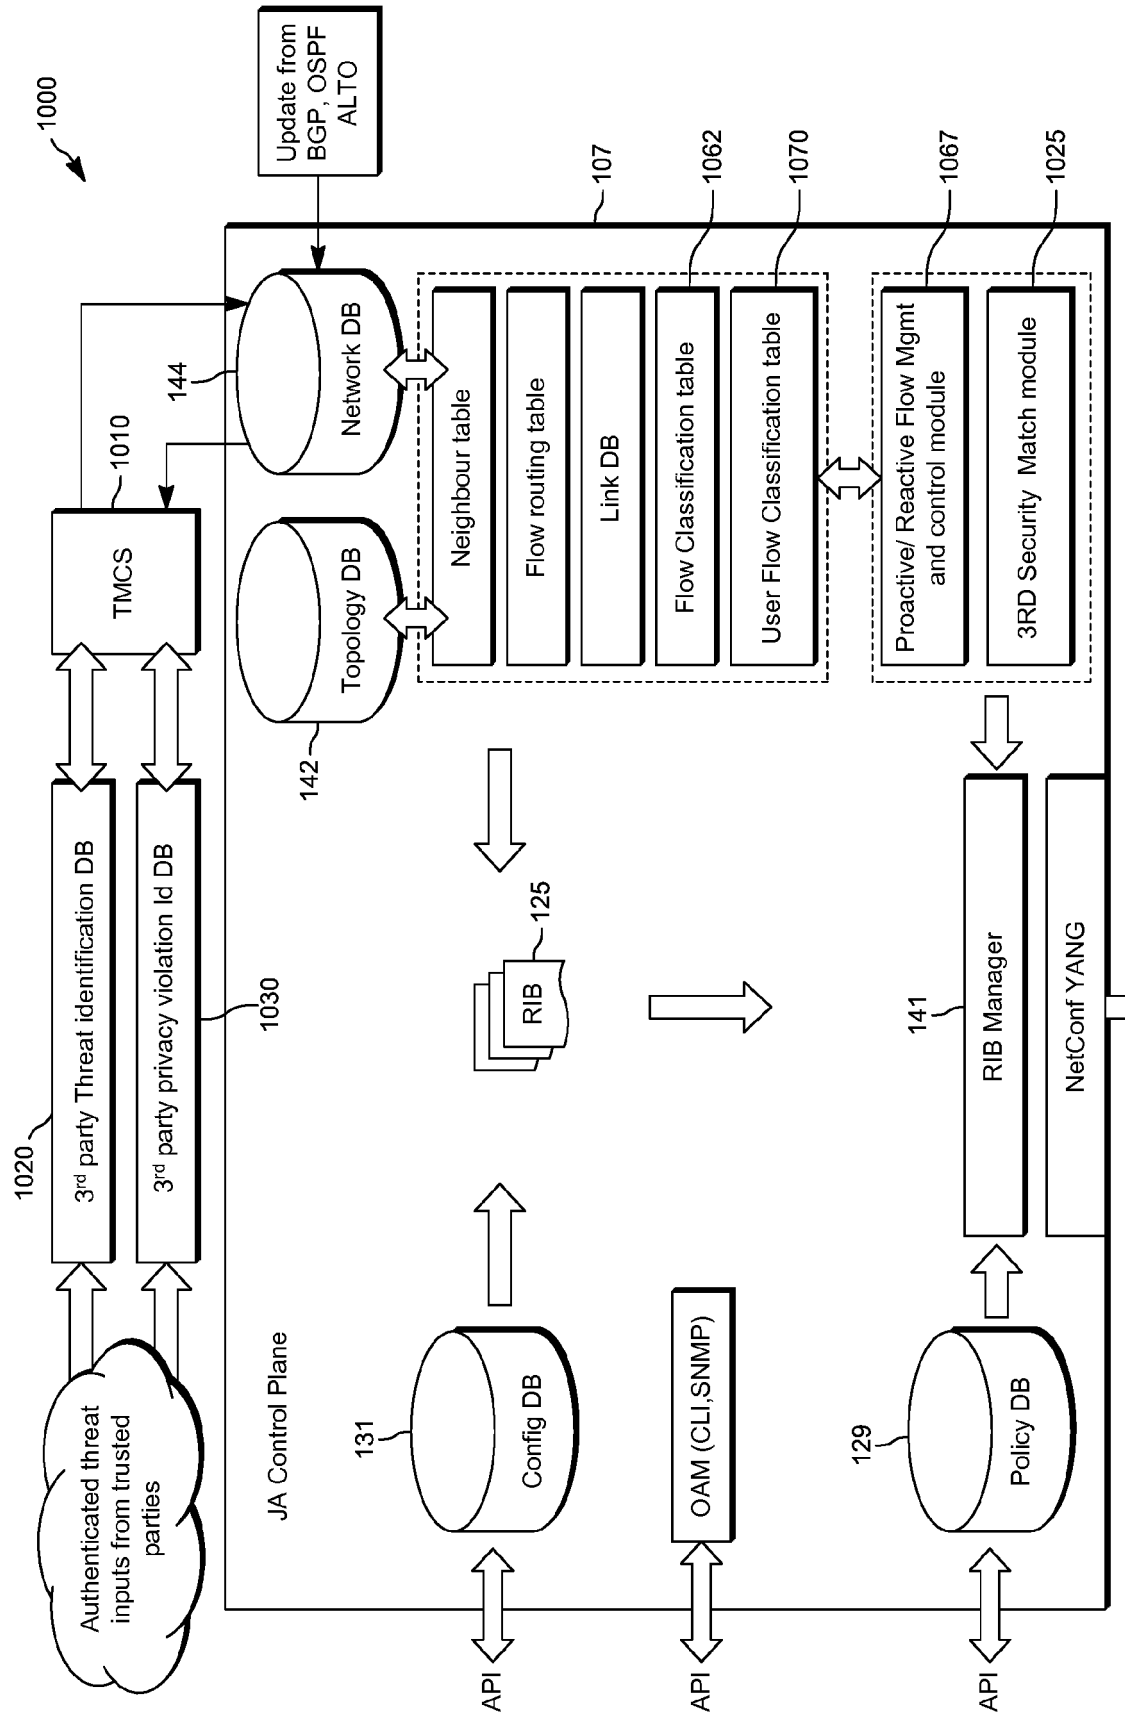 1000
Authenticated threat
inputs from trusted
parties
1020
3rd party Threat identification DB
3rd party privacy violation Id DB
1030
TMCS
1010
Update from
BGP, OSPF
ALTO
JA Control Plane
107
142
Topology DB
144
Network DB
131
Config DB
API
RIB
125
Neighbour table
Flow routing table
Link DB
Flow Classification table
1062
User Flow Classification table
1070
OAM (CLI,SNMP)
API
129
Policy DB
API
141
RIB Manager
NetConf YANG
Proactive/ Reactive Flow Mgmt
and control module
1067
3RD Security Match module
1025